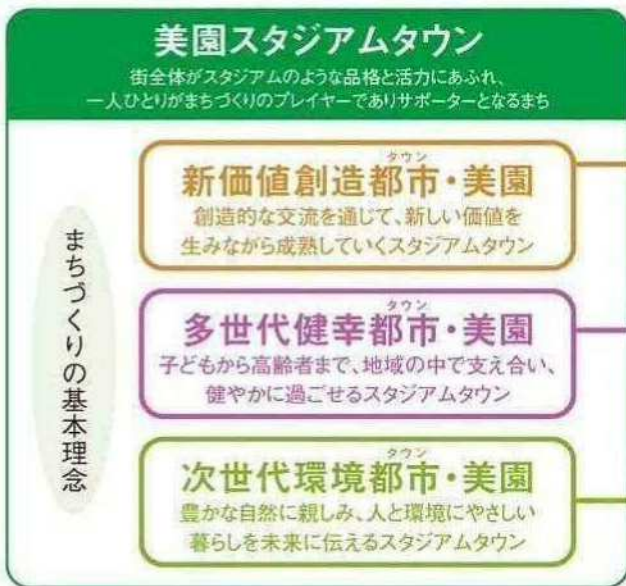 美園スタジアムタウン
街全体がスタジアムのような品格と活力にあふれ、
一人ひとりがまちづくりのプレイヤーでありサポーターとなるまち
まちづくりの基本理念
タウン
新価値創造都市・美園
創造的な交流を通じて、新しい価値を
生みながら成熟していくスタジアムタウン
タウン
多世代健幸都市・美園
子どもから高齢者まで、地域の中で支え合い、
健やかに過ごせるスタジアムタウン
タウン
次世代環境都市・美園
豊かな自然に親しみ、人と環境にやさしい
暮らしを未来に伝えるスタジアムタウン